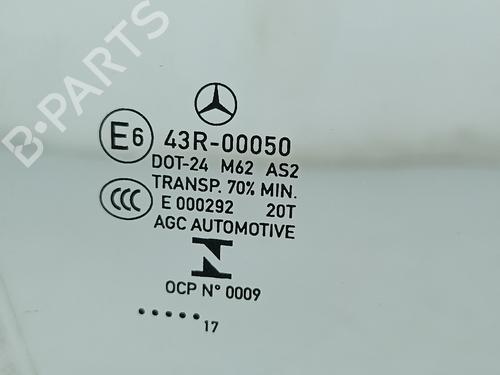 B-PARTS
E6 43R-00050
DOT-24 M62 AS2
CCC TRANSP. 70% MIN.
E 000292 20T
AGC AUTOMOTIVE
N
OCP N° 0009
..... 17